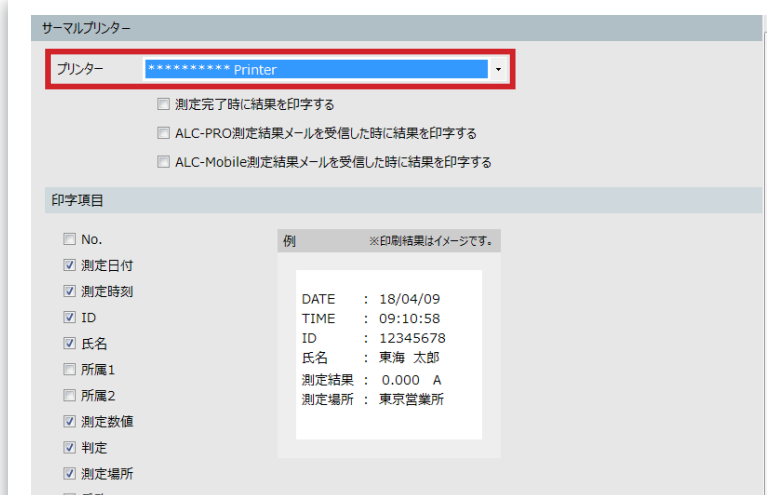 サーマルプリンター
プリンター ********** Printer
測定完了時に結果を印字する
ALC-PRO測定結果メールを受信した時に結果を印字する
ALC-Mobile測定結果メールを受信した時に結果を印字する
印字項目
No.
測定日付
測定時刻
ID
氏名
所属1
所属2
測定数値
判定
測定場所
例 ※印刷結果はイメージです。
DATE : 18/04/09
TIME : 09:10:58
ID : 12345678
氏名 : 東海 太郎
測定結果 : 0.000 A
測定場所 : 東京営業所